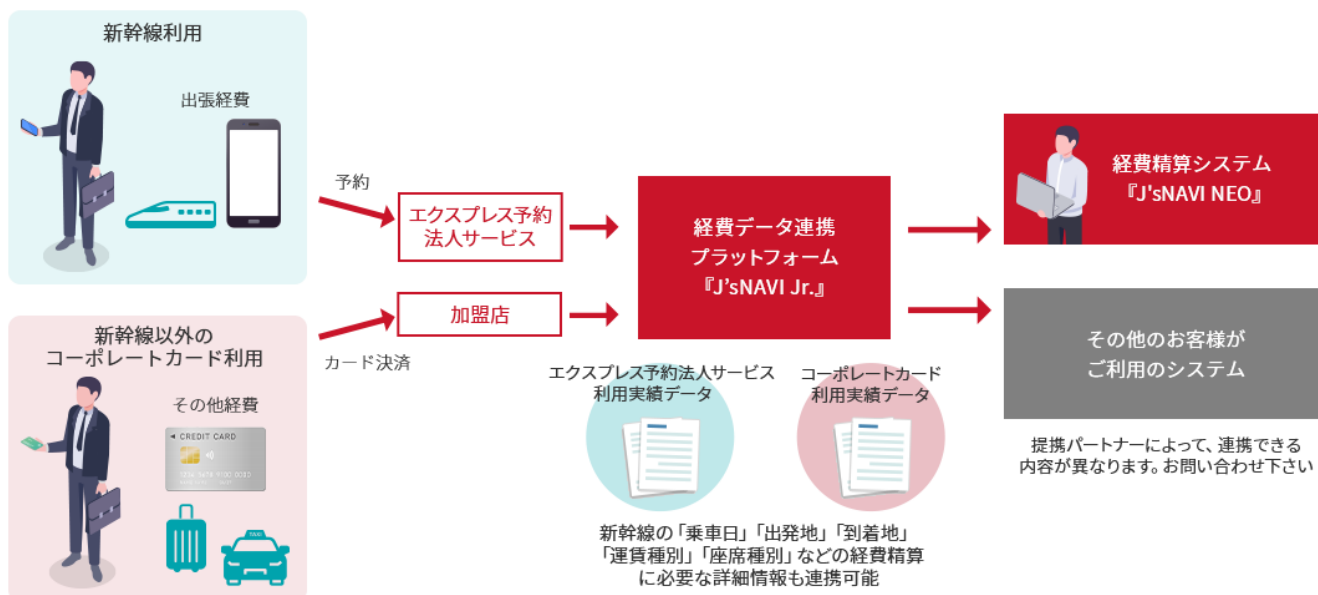 新幹線利用
出張経費
予約
エクスプレス予約
法人サービス
新幹線以外の
コーポレートカード利用
その他経費
CREDIT CARD
カード決済
加盟店
経費データ連携
プラットフォーム
『J'sNAVI Jr.』
エクスプレス予約法人サービス
利用実績データ
コーポレートカード
利用実績データ
新幹線の「乗車日」「出発地」「到着地」
「運賃種別」「座席種別」などの経費精算
に必要な詳細情報も連携可能
経費精算システム
『J'sNAVI NEO』
その他のお客様が
ご利用のシステム
提携パートナーによって、連携できる
内容が異なります。お問い合わせ下さい
TAXI